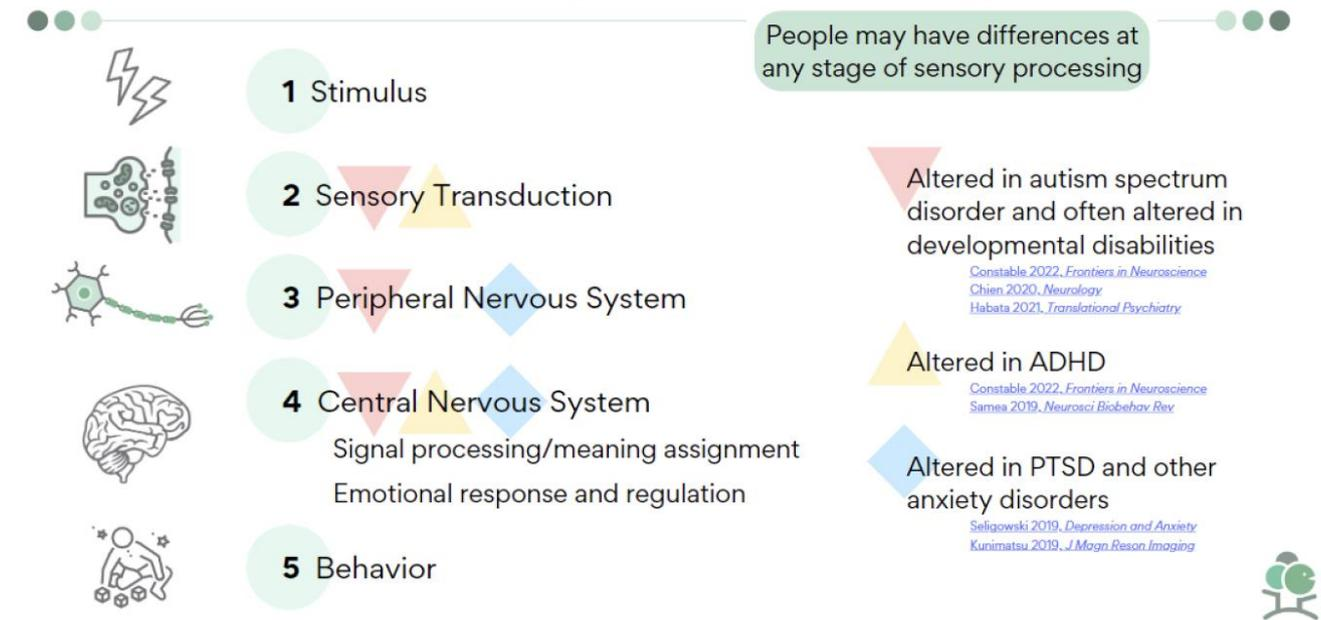 People may have differences at
any stage of sensory processing
1 Stimulus
2 Sensory Transduction
3 Peripheral Nervous System
4 Central Nervous System
Signal processing/meaning assignment
Emotional response and regulation
5 Behavior
Altered in autism spectrum
disorder and often altered in
developmental disabilities
Constable 2022, Frontiers in Neuroscience
Chien 2020, Neurology
Habata 2021, Translational Psychiatry
Altered in ADHD
Constable 2022, Frontiers in Neuroscience
Samea 2019, Neurosci Biobehav Rev
Altered in PTSD and other
anxiety disorders
Seligowski 2019, Depression and Anxiety
Kunimatsu 2019, J Magn Reson Imaging